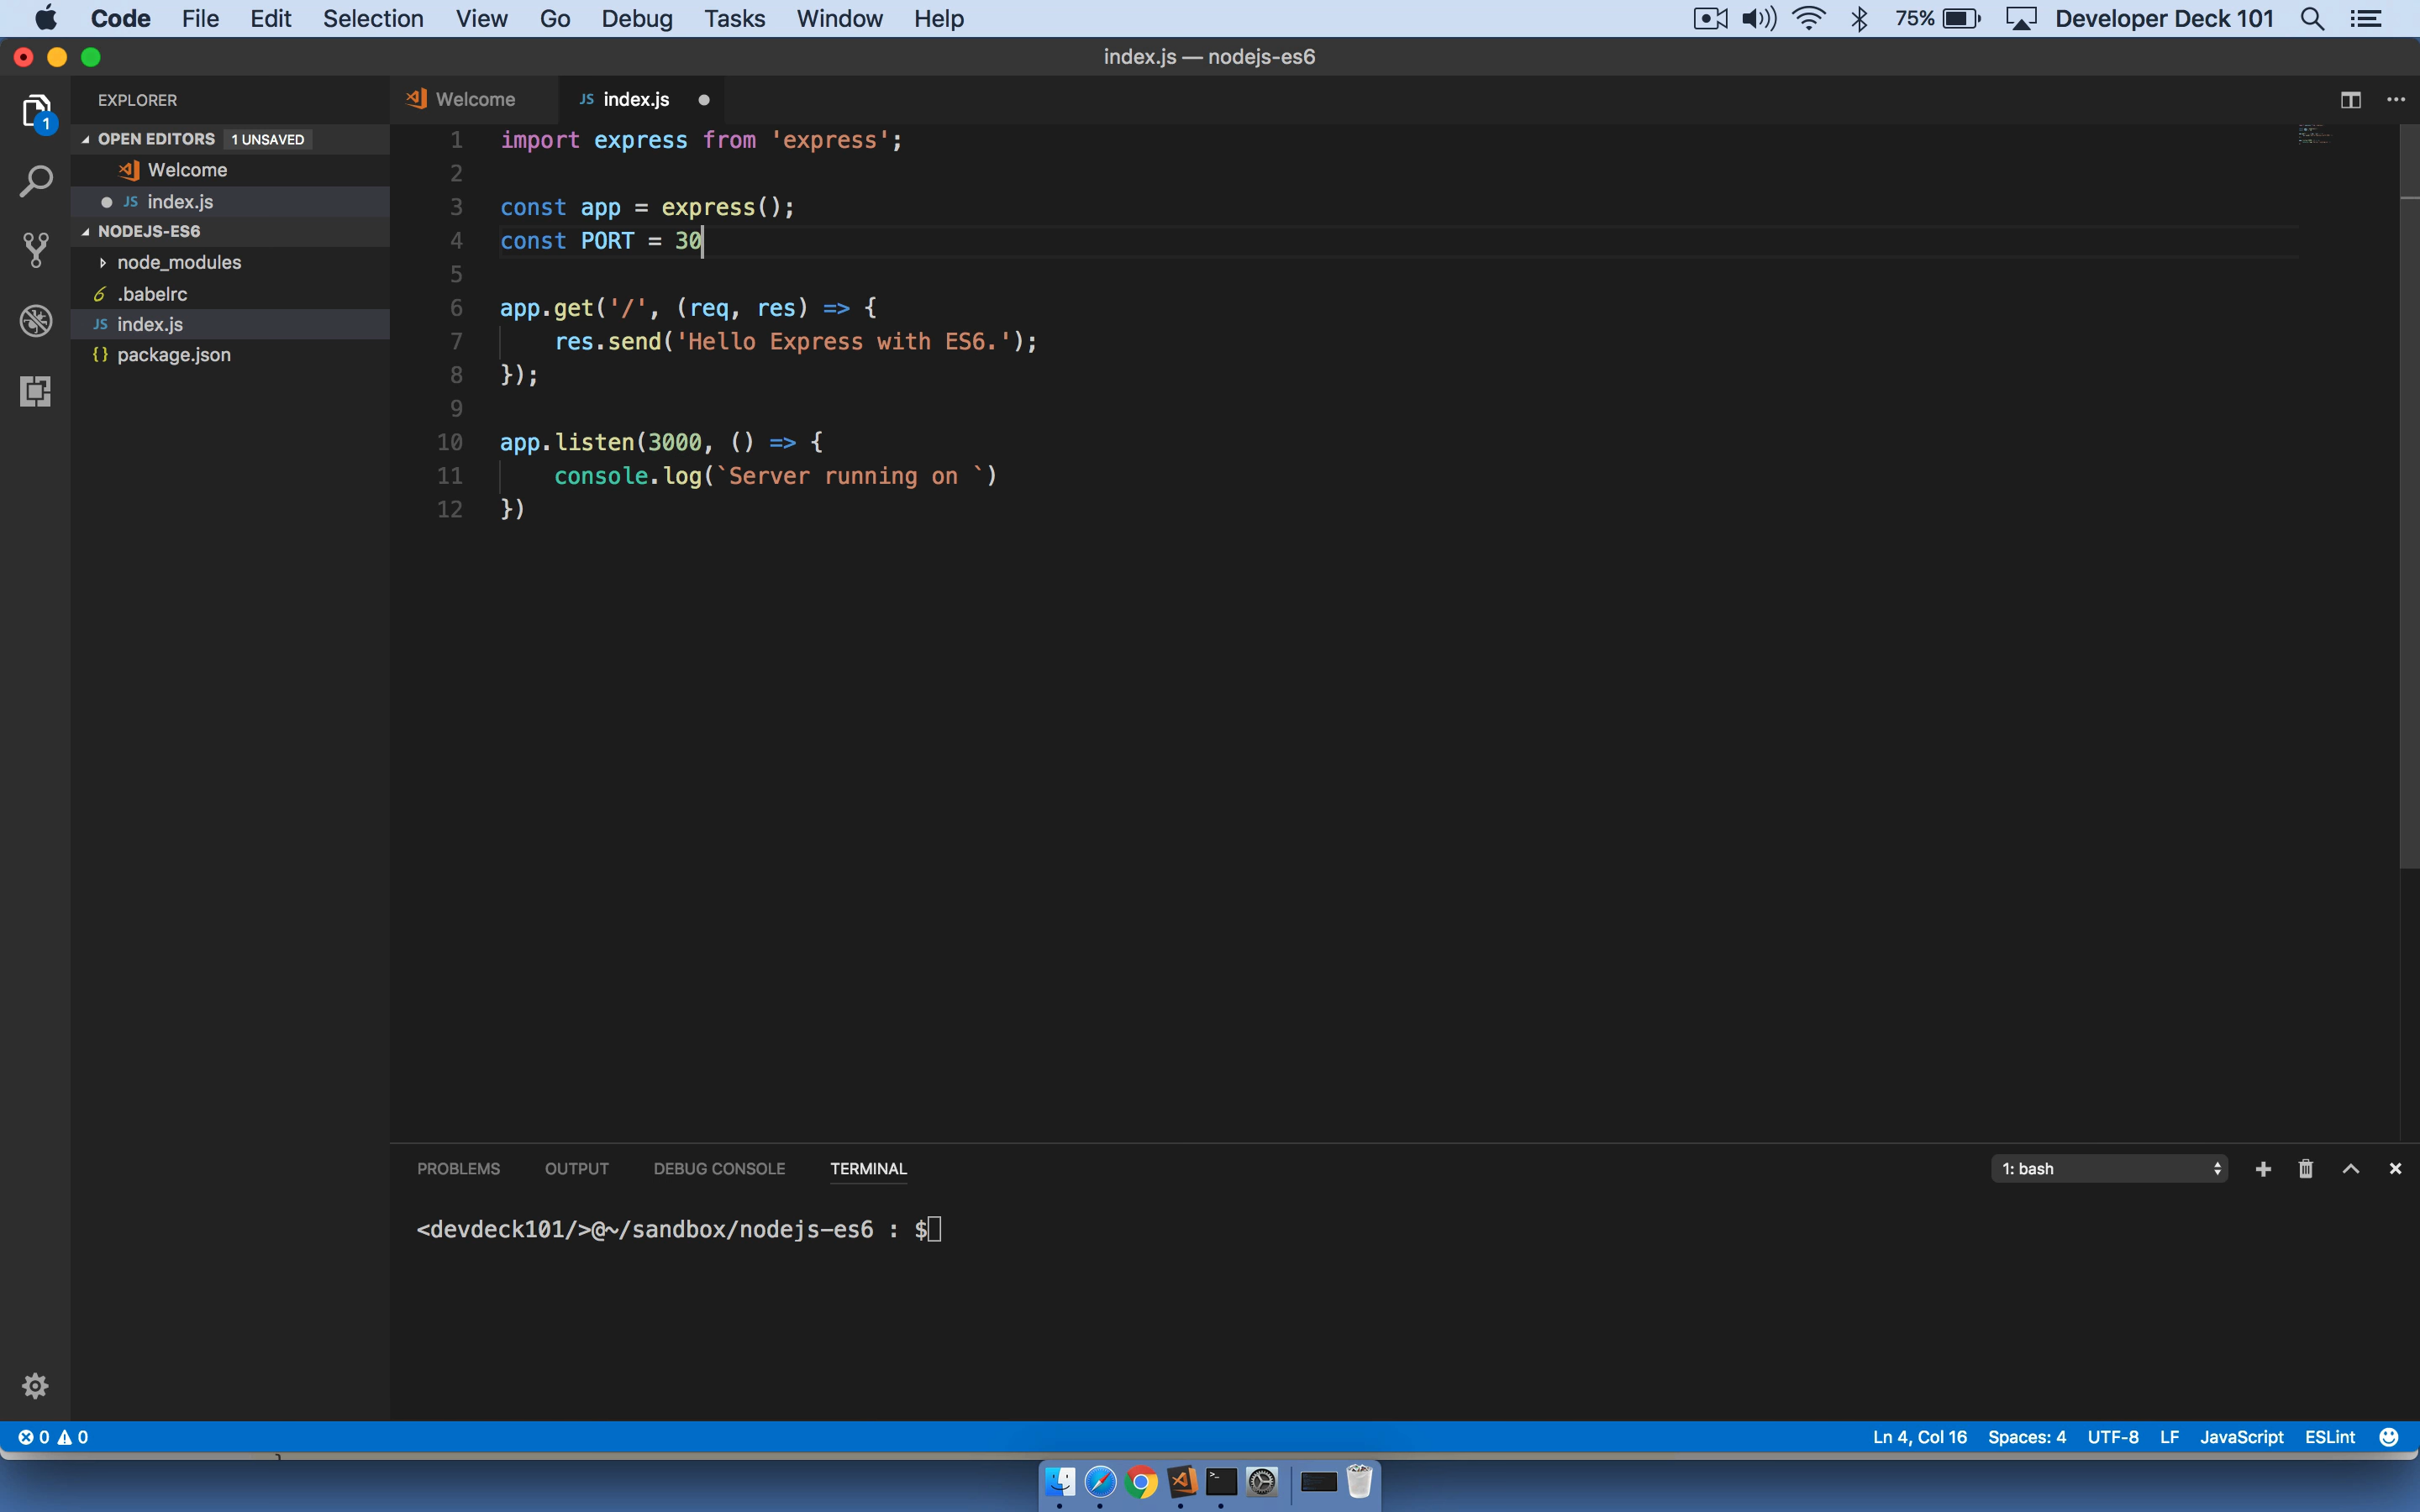 Code File Edit Selection View Go Debug Tasks Window Help 75% Developer Deck 101
index.js — nodejs-es6
EXPLORER
OPEN EDITORS 1 UNSAVED
Welcome
JS index.js
NODEJS-ES6
node_modules
.babelrc
JS index.js
{} package.json
1
Welcome JS index.js
1 import express from 'express';
2
3 const app = express();
4 const PORT = 30
5
6 app.get('/', (req, res) => {
7 res.send('Hello Express with ES6.');
8 });
9
10 app.listen(3000, () => {
11 console.log(`Server running on `)
12 })
PROBLEMS OUTPUT DEBUG CONSOLE TERMINAL 1: bash
<devdeck101/>@~/sandbox/nodejs-es6 : $
0 0 Ln 4, Col 16 Spaces: 4 UTF-8 LF JavaScript ESLint